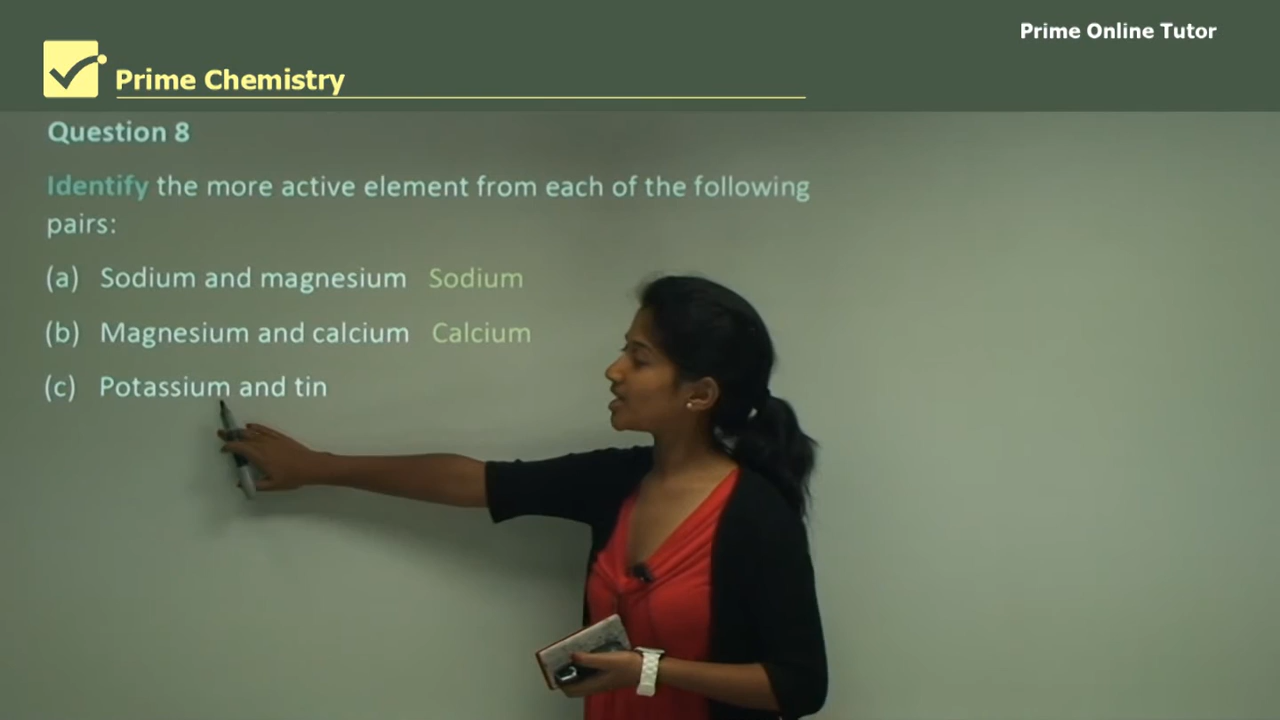 Prime Online Tutor
Prime Chemistry
Question 8
Identify the more active element from each of the following
pairs:
(a) Sodium and magnesium Sodium
(b) Magnesium and calcium Calcium
(c) Potassium and tin